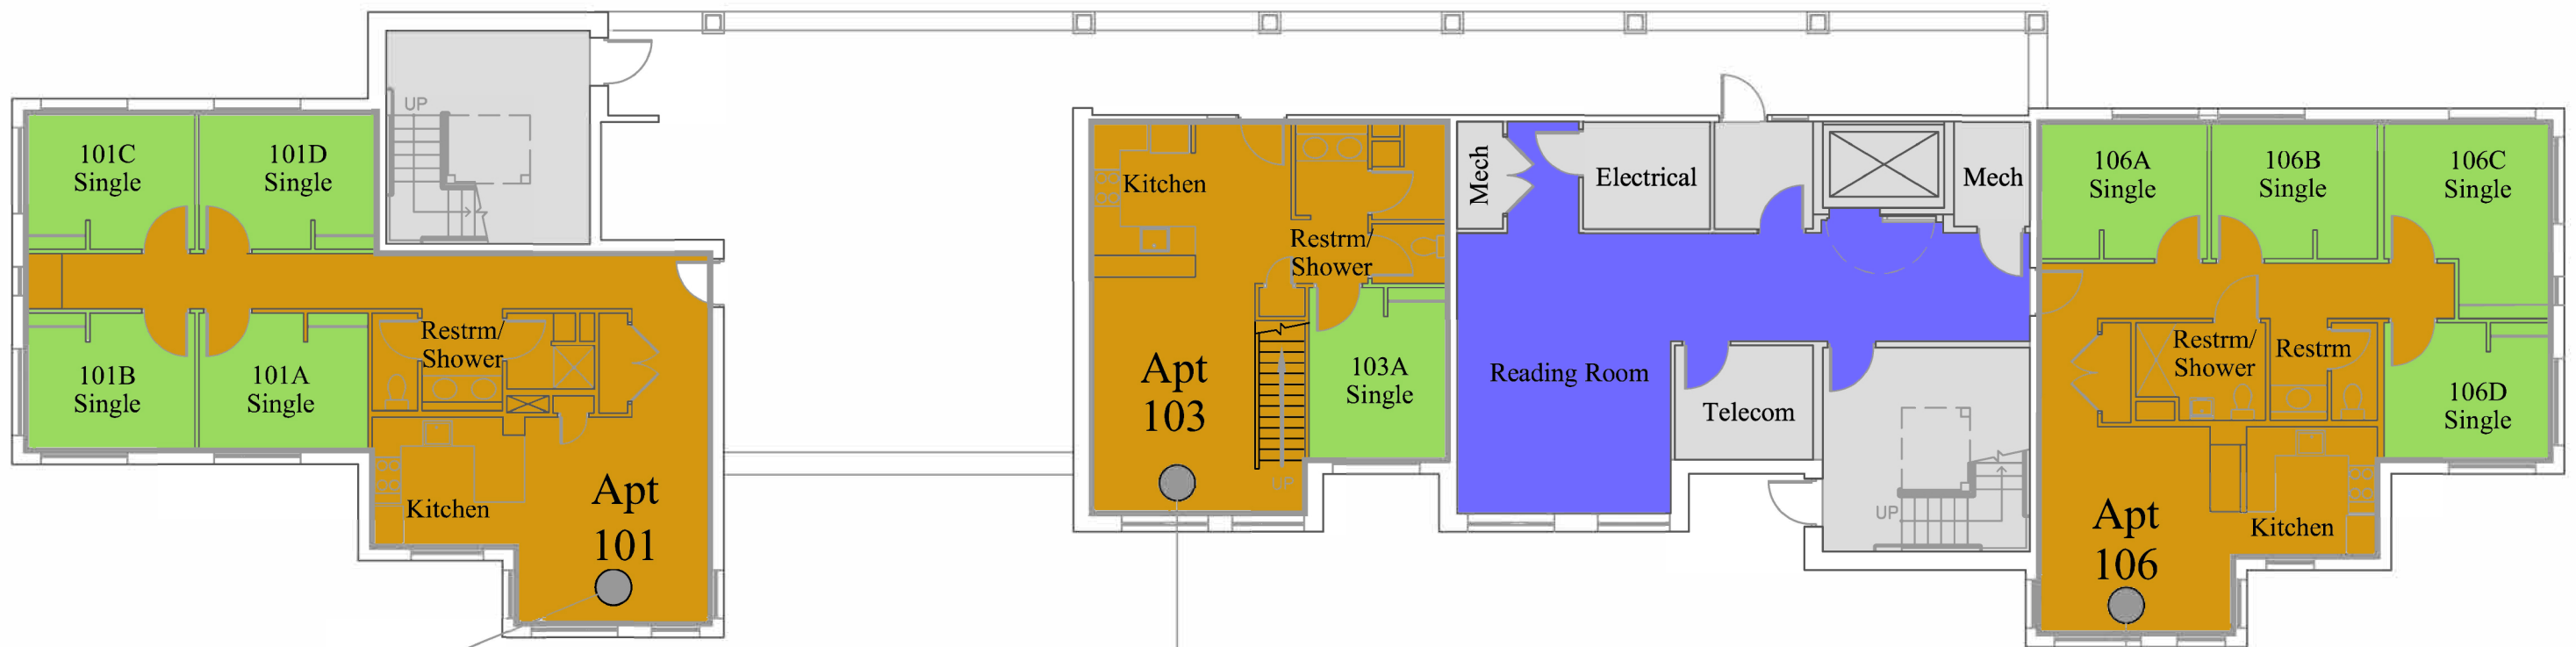 UP
101C
Single
101D
Single
101B
Single
101A
Single
Restrm/
Shower
Kitchen
Apt
101
Kitchen
Restrm/
Shower
Apt
103
103A
Single
UP
Mech
Electrical
Mech
Reading Room
Telecom
UP
106A
Single
106B
Single
106C
Single
Restrm/
Shower
Restrm
106D
Single
Apt
106
Kitchen